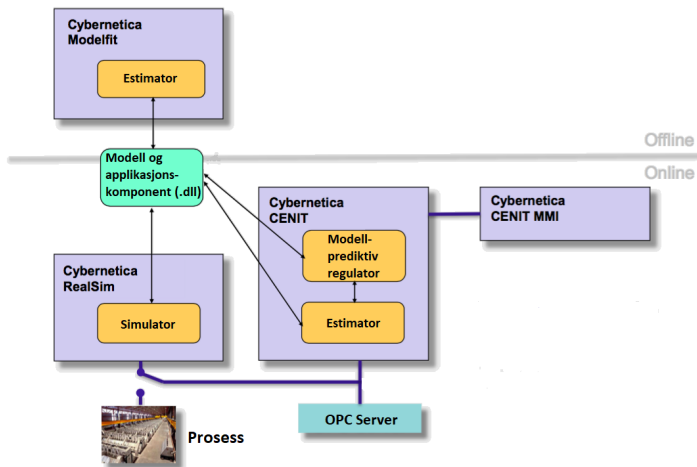 Cybernetica
Modelfit
Estimator
Offline
Online
Modell og
applikasjons-
komponent (.dll)
Cybernetica
CENIT
Cybernetica
CENIT MMI
Modell-
prediktiv
regulator
Cybernetica
RealSim
Simulator
Estimator
OPC Server
Prosess